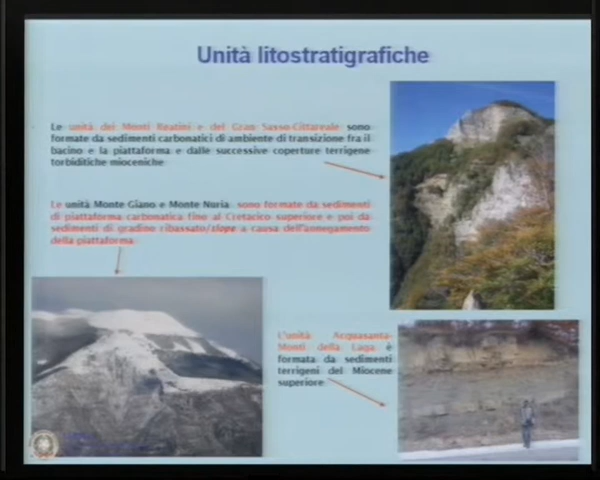 Unità litostratigrafiche
Le unità dei Monti Reatini e del Gran Sasso-Cittareale sono
formate da sedimenti carbonatici di ambiente di transizione fra il
bacino e la piattaforma e dalle successive coperture terrigene
torbiditiche mioceniche
Le unità Monte Giano e Monte Nuria sono formate da sedimenti
di piattaforma carbonatica fino al Cretacico superiore e poi da
sedimenti di gradino ribassato/slope a causa dell'annegamento
della piattaforma
L'unità Acquasanta-
Monti della Laga è
formata da sedimenti
terrigeni del Miocene
superiore